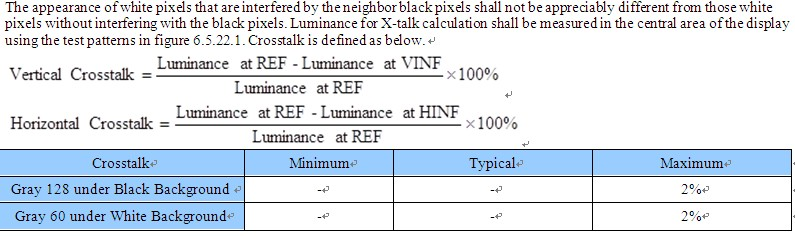 The appearance of white pixels that are interfered by the neighbor black pixels shall not be appreciably different from those white
pixels without interfering with the black pixels. Luminance for X-talk calculation shall be measured in the central area of the display
using the test patterns in figure 6.5.22.1. Crosstalk is defined as below.
Vertical Crosstalk = Luminance at REF - Luminance at VINF / Luminance at REF ×100%
Horizontal Crosstalk = Luminance at REF - Luminance at HINF / Luminance at REF ×100%
Crosstalk Minimum Typical Maximum
Gray 128 under Black Background - - 2%
Gray 60 under White Background - - 2%